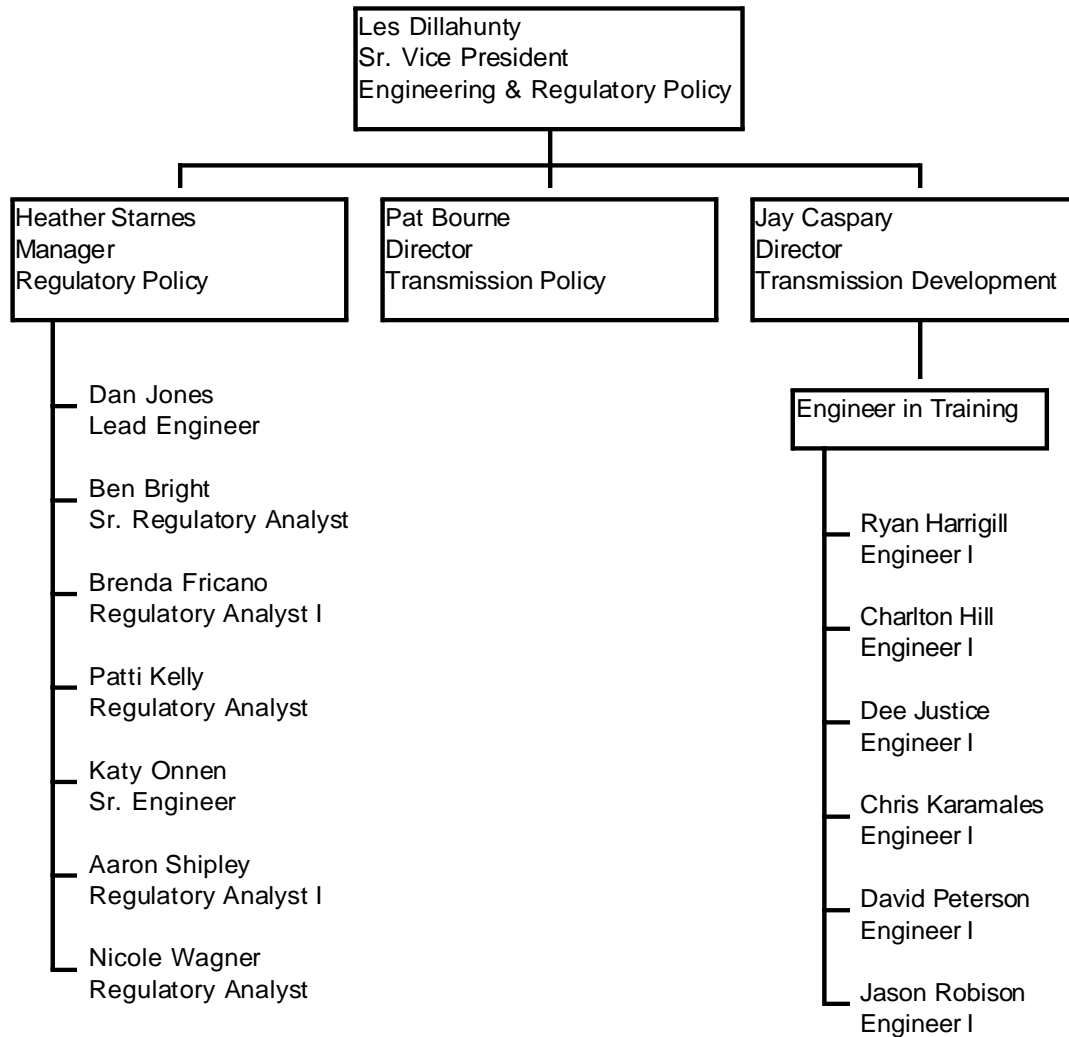 Les Dillahunty
Sr. Vice President
Engineering & Regulatory Policy
Heather Starnes
Manager
Regulatory Policy
Pat Bourne
Director
Transmission Policy
Jay Caspary
Director
Transmission Development
Dan Jones
Lead Engineer
Ben Bright
Sr. Regulatory Analyst
Brenda Fricano
Regulatory Analyst I
Patti Kelly
Regulatory Analyst
Katy Onnen
Sr. Engineer
Aaron Shipley
Regulatory Analyst I
Nicole Wagner
Regulatory Analyst
Engineer in Training
Ryan Harrigill
Engineer I
Charlton Hill
Engineer I
Dee Justice
Engineer I
Chris Karamales
Engineer I
David Peterson
Engineer I
Jason Robison
Engineer I